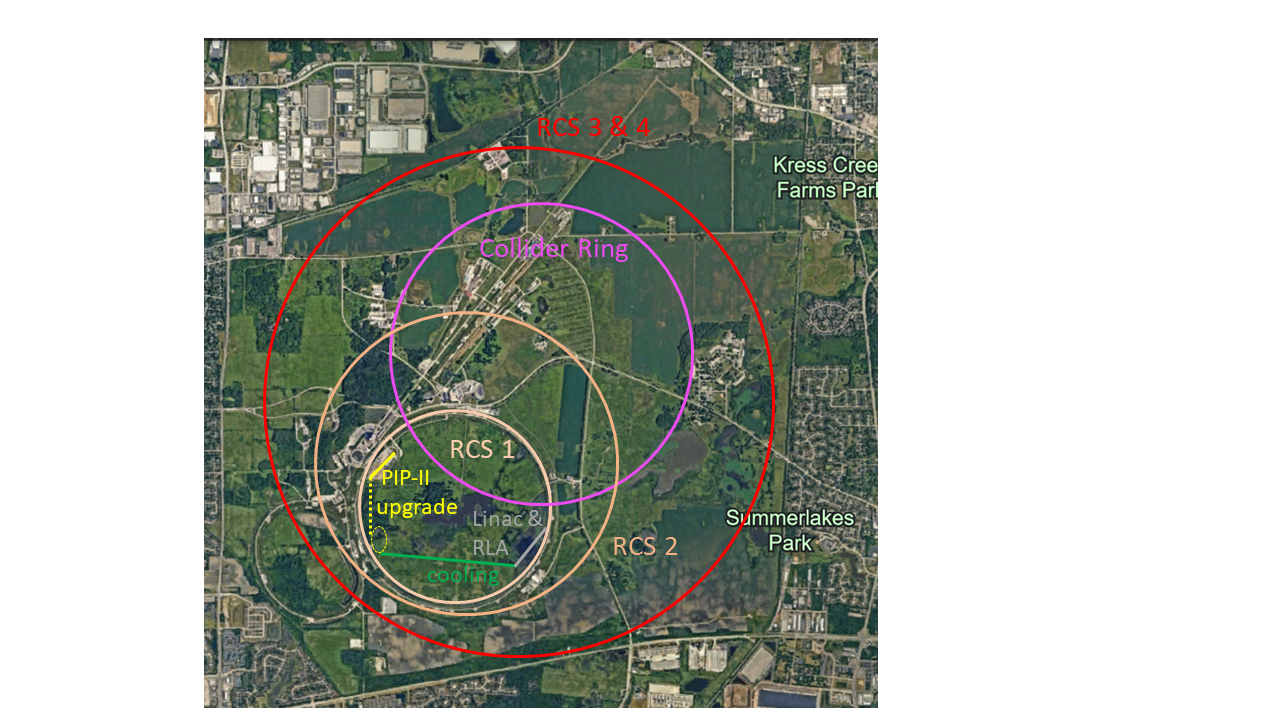 RCS 3 & 4
Kress Cree
Farms Parl
Collider Ring
RCS 1
PIP-II
upgrade
Linac &
RLA
Summerlakes
Park
RCS 2
cooling